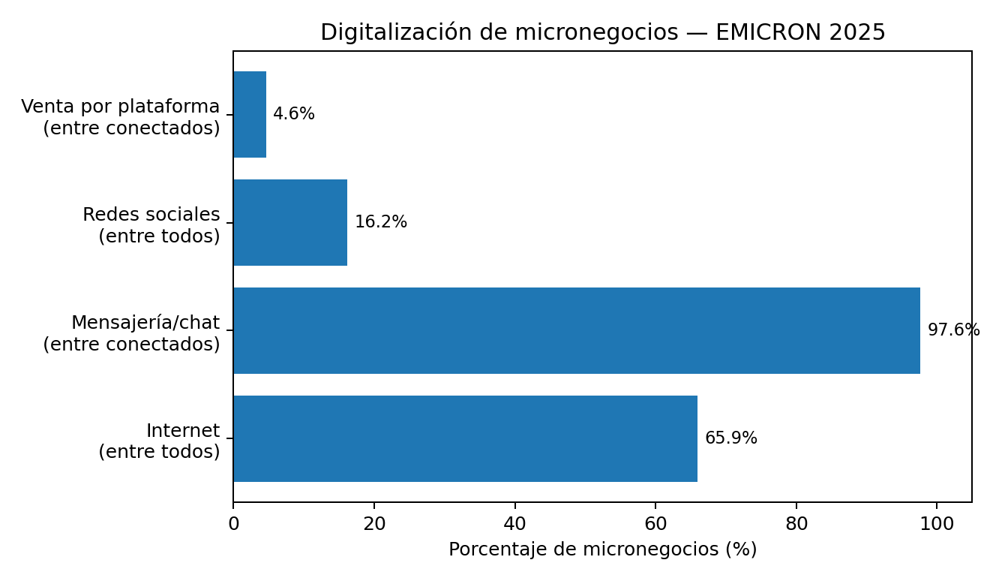 Digitalización de micronegocios — EMICRON 2025
Venta por plataforma
(entre conectados)
4.6%
Redes sociales
(entre todos)
16.2%
Mensajería/chat
(entre conectados)
97.6%
Internet
(entre todos)
65.9%
0 20 40 60 80 100
Porcentaje de micronegocios (%)